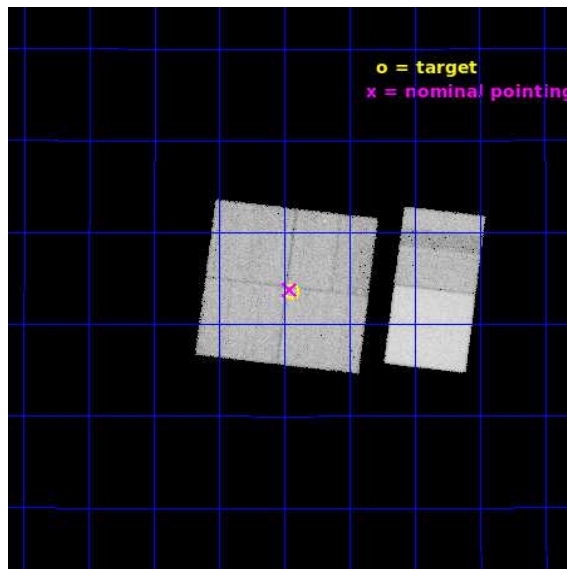 o = target
x = nominal pointing